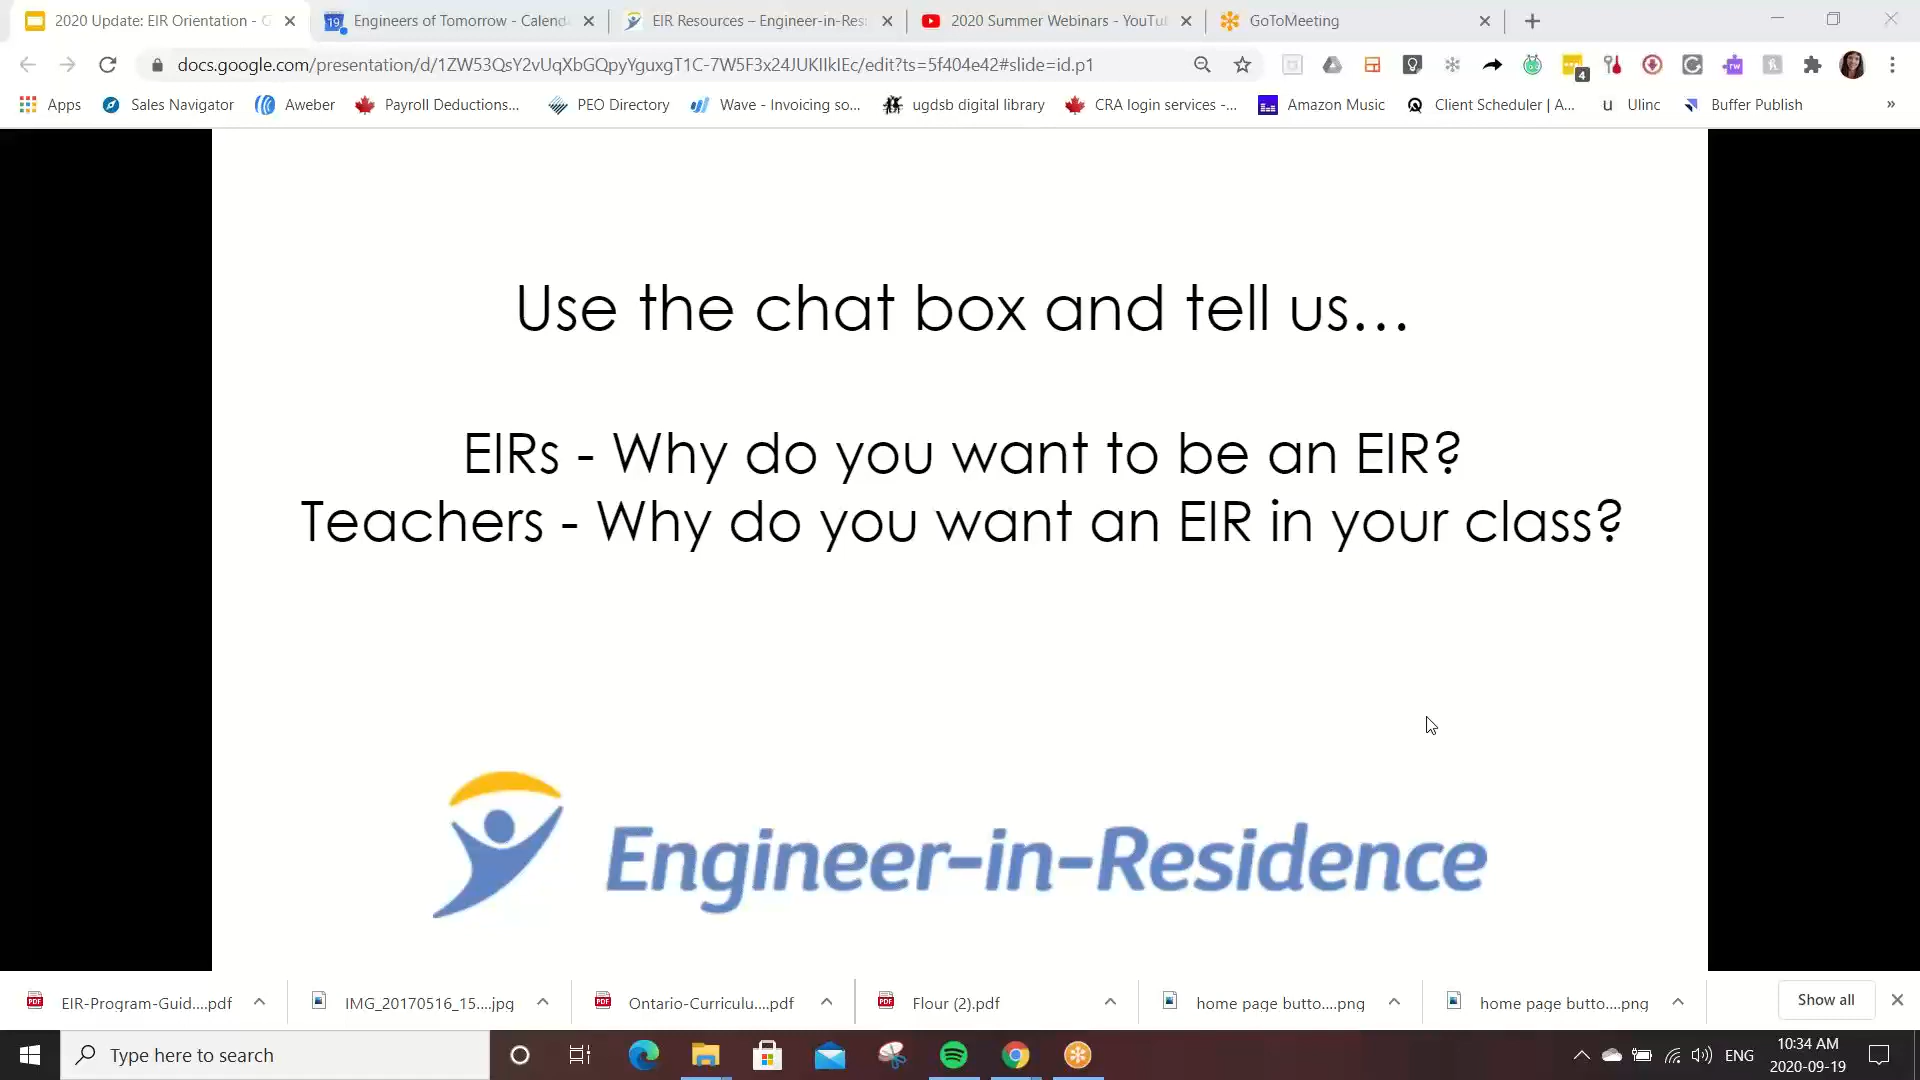 2020 Update: EIR Orientation - G
19
Engineers of Tomorrow - Calend
EIR Resources – Engineer-in-Resi
2020 Summer Webinars - YouTu
GoToMeeting
docs.google.com/presentation/d/1ZW53QsY2vUqXbGQpyYguxgT1C-7W5F3x24JUKIlklEc/edit?ts=5f404e42#slide=id.p1
4
Apps
Sales Navigator
Aweber
Payroll Deductions...
PEO Directory
Wave - Invoicing so...
ugdsb digital library
CRA login services -...
Amazon Music
Client Scheduler | A...
Ulinc
Buffer Publish
»
Use the chat box and tell us...
EIRs - Why do you want to be an EIR?
Teachers - Why do you want an EIR in your class?
Engineer-in-Residence
EIR-Program-Guid....pdf
IMG_20170516_15....jpg
Ontario-Curriculu....pdf
Flour (2).pdf
home page butto....png
home page butto....png
Show all
Type here to search
ENG
10:34 AM
2020-09-19